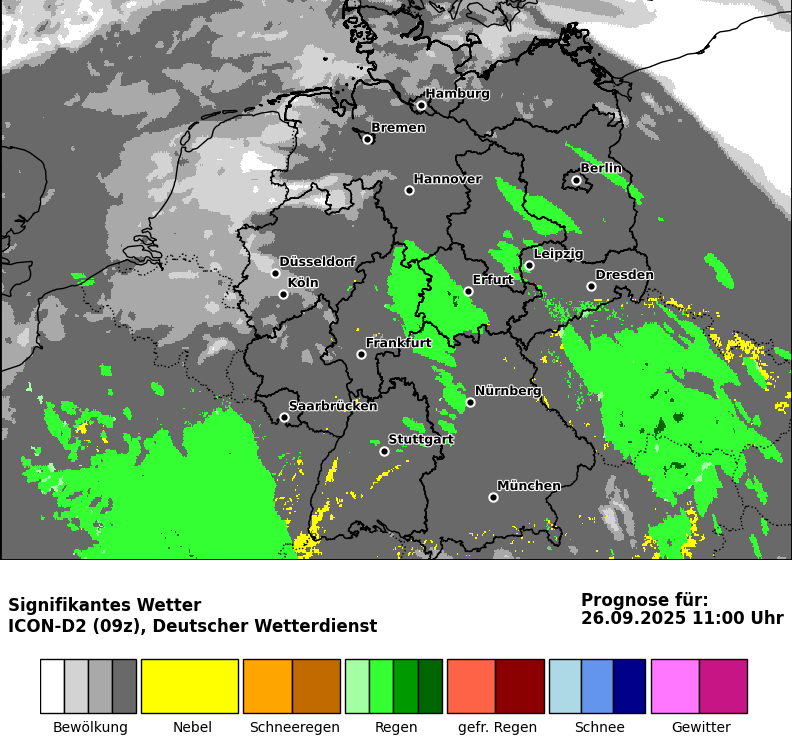 Hamburg
Bremen
Berlin
Hannover
Leipzig
Düsseldorf
Dresden
Köln
Erfurt
Frankfurt
Nürnberg
Saarbrücken
Stuttgart
München
Signifikantes Wetter
ICON-D2 (09z), Deutscher Wetterdienst
Prognose für:
26.09.2025 11:00 Uhr
Bewölkung Nebel Schneeregen Regen gefr. Regen Schnee Gewitter